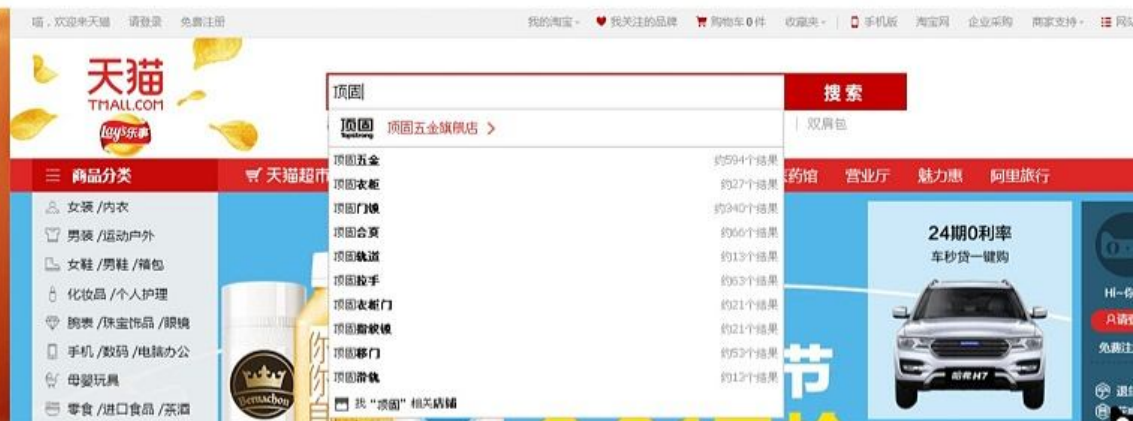 喵，欢迎来天猫 请登录 免费注册
我的淘宝 我关注的品牌 购物车0件 收藏夹 手机版 淘宝网 企业采购 商家支持
天猫
TMALL.COM
Lay's乐事
顶固
搜索
顶固 Topstrong 顶固五金旗舰店 >
双肩包
商品分类 天猫超市 医药馆 营业厅 魅力惠 阿里旅行
顶固五金 约594个结果
顶固衣柜 约27个结果
顶固门锁 约340个结果
顶固合页 约66个结果
顶固轨道 约13个结果
顶固拉手 约63个结果
顶固衣柜门 约21个结果
顶固指纹锁 约21个结果
顶固移门 约53个结果
顶固滑轨 约13个结果
找“顶固”相关店铺
女装 /内衣
男装 /运动户外
女鞋 /男鞋 /箱包
化妆品 /个人护理
腕表 /珠宝饰品 /眼镜
手机 /数码 /电脑办公
母婴玩具
零食 /进口食品 /茶酒
Bernachon
节
24期0利率
车秒贷一键购
哈弗H7
Hi~